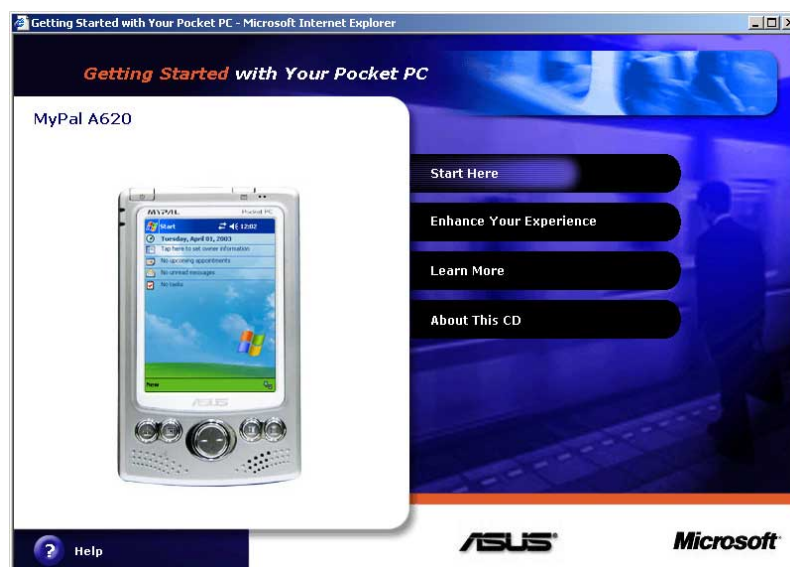 Getting Started with Your Pocket PC - Microsoft Internet Explorer
Getting Started with Your Pocket PC
MyPal A620
MYPAL Pocket PC
Start 12:02
Tuesday, April 01, 2003
Tap here to set owner information
No upcoming appointments
No unread messages
No tasks
New
ASUS
Start Here
Enhance Your Experience
Learn More
About This CD
Help
ASUS
Microsoft